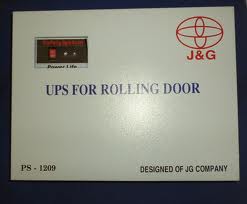 J&G
Power Life
UPS FOR ROLLING DOOR
PS - 1209
DESIGNED OF JG COMPANY